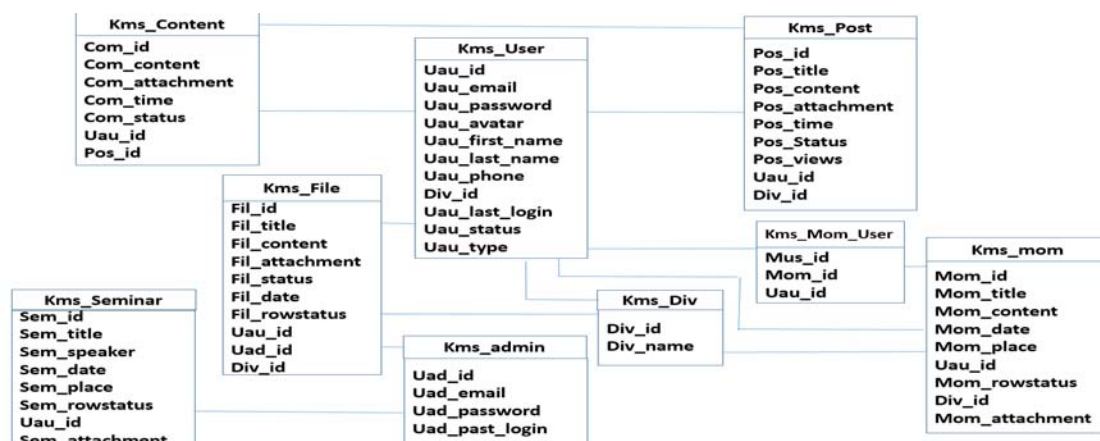 Kms_Content
Com_id
Com_content
Com_attachment
Com_time
Com_status
Uau_id
Pos_id
Kms_User
Uau_id
Uau_email
Uau_password
Uau_avatar
Uau_first_name
Uau_last_name
Uau_phone
Div_id
Uau_last_login
Uau_status
Uau_type
Kms_Post
Pos_id
Pos_title
Pos_content
Pos_attachment
Pos_time
Pos_Status
Pos_views
Uau_id
Div_id
Kms_File
Fil_id
Fil_title
Fil_content
Fil_attachment
Fil_status
Fil_date
Fil_rowstatus
Uau_id
Uad_id
Div_id
Kms_Mom_User
Mus_id
Mom_id
Uau_id
Kms_mom
Mom_id
Mom_title
Mom_content
Mom_date
Mom_place
Uau_id
Mom_rowstatus
Div_id
Mom_attachment
Kms_Seminar
Sem_id
Sem_title
Sem_speaker
Sem_date
Sem_place
Sem_rowstatus
Uau_id
Sem_attachment
Kms_Div
Div_id
Div_name
Kms_admin
Uad_id
Uad_email
Uad_password
Uad_past_login